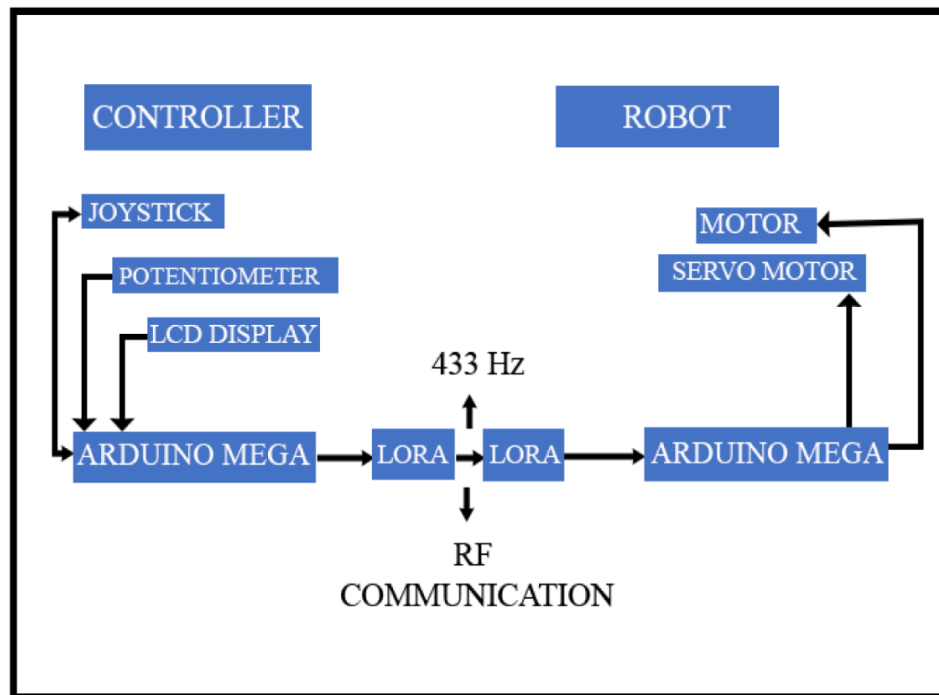 CONTROLLER
ROBOT
JOYSTICK
MOTOR
POTENTIOMETER
SERVO MOTOR
LCD DISPLAY
433 Hz
ARDUINO MEGA
LORA
LORA
ARDUINO MEGA
RF
COMMUNICATION